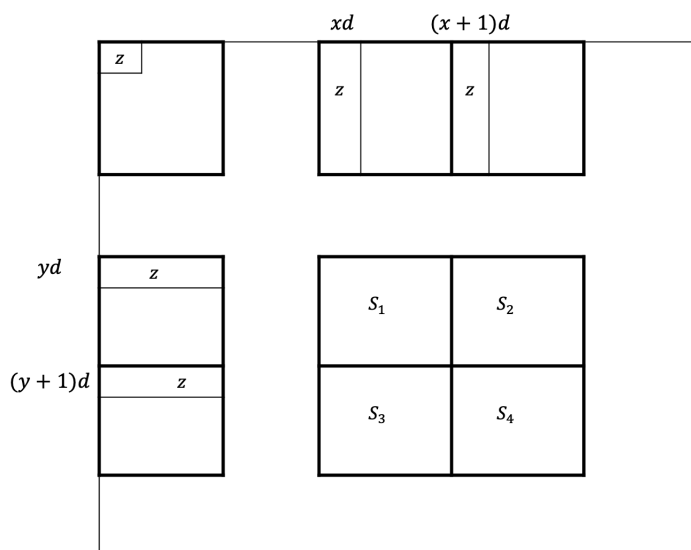 xd (x + 1)d
z z z
yd z
S₁ S₂
(y + 1)d z
S₃ S₄